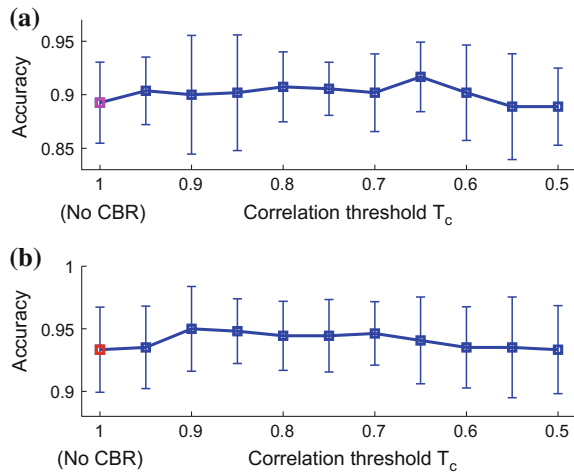 (a)
0.95
0.9
0.85
Accuracy
1 0.9 0.8 0.7 0.6 0.5
(No CBR) Correlation threshold T_c
(b)
1
0.95
0.9
Accuracy
1 0.9 0.8 0.7 0.6 0.5
(No CBR) Correlation threshold T_c